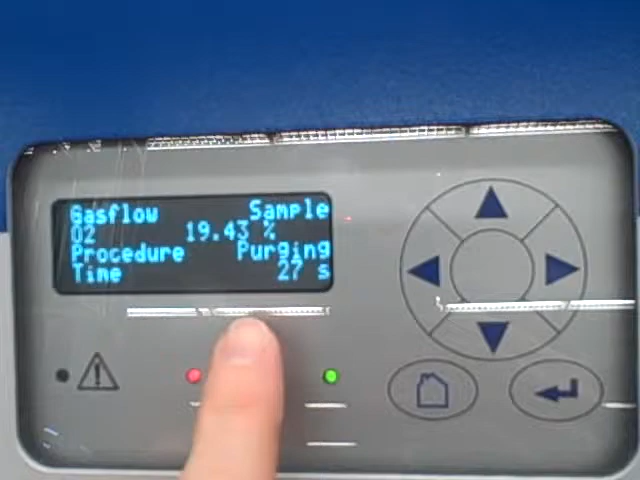 Gasflow Sample
O2 19.43 %
Procedure Purging
Time 27 s